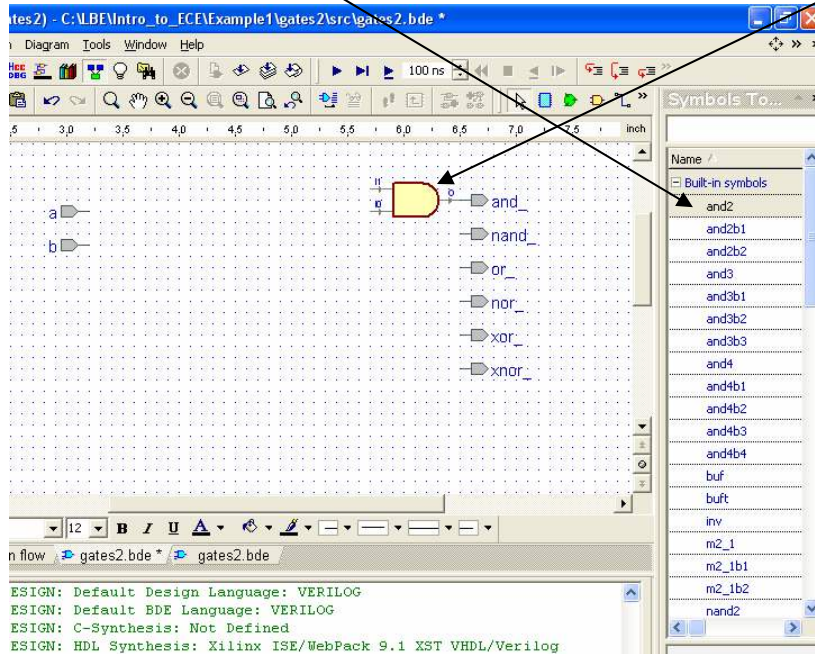 ates2) - C:\LBE\Intro_to_ECE\Example1\gates2\src\gates2.bde *
Diagram Tools Window Help
100 ns
Symbols To...
3,0 3,5 4,0 4,5 5,0 5,5 6,0 6,5 7,0 7,5 inch
Name
Built-in symbols
and2
and2b1
and2b2
and3
and3b1
and3b2
and3b3
and4
and4b1
and4b2
and4b3
and4b4
buf
buft
inv
m2_1
m2_1b1
m2_1b2
nand2
I1
I0
O
a
b
and_
nand_
or_
nor_
xor_
xnor_
12 B I U A
n flow gates2.bde * gates2.bde
ESIGN: Default Design Language: VERILOG
ESIGN: Default BDE Language: VERILOG
ESIGN: C-Synthesis: Not Defined
ESIGN: HDL Synthesis: Xilinx ISE/WebPack 9.1 XST VHDL/Verilog